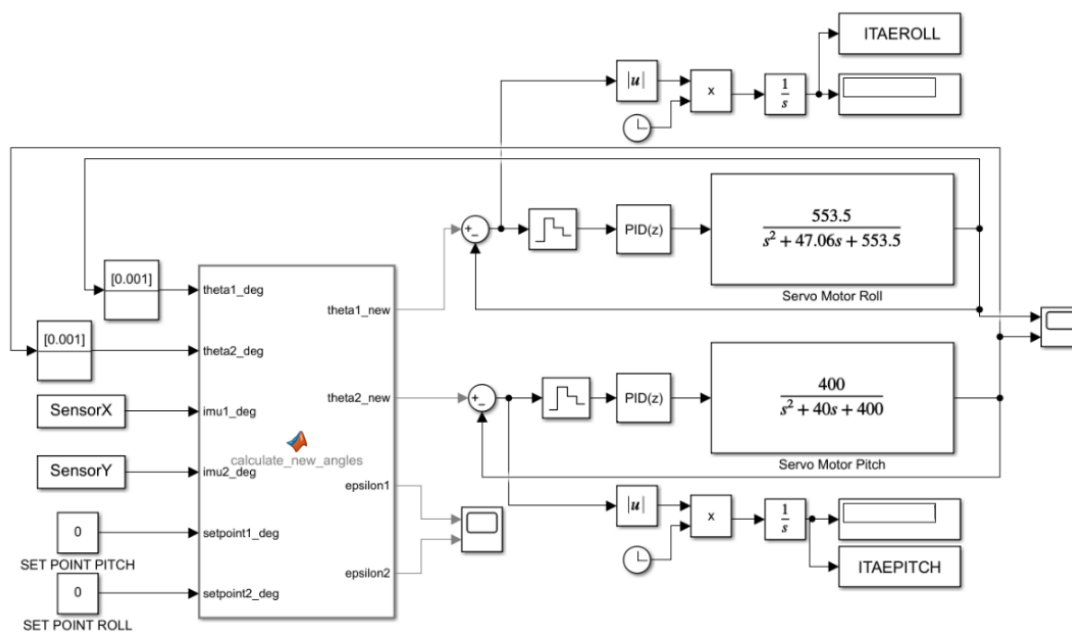 ITAEROLL
|u|
x
1
s
553.5
s² + 47.06s + 553.5
+
−
PID(z)
Servo Motor Roll
[0.001]
theta1_deg
theta1_new
[0.001]
theta2_deg
400
s² + 40s + 400
theta2_new
+
−
PID(z)
Servo Motor Pitch
SensorX
imu1_deg
calculate_new_angles
SensorY
imu2_deg
epsilon1
|u|
x
1
s
0
setpoint1_deg
SET POINT PITCH
epsilon2
ITAEPITCH
0
setpoint2_deg
SET POINT ROLL